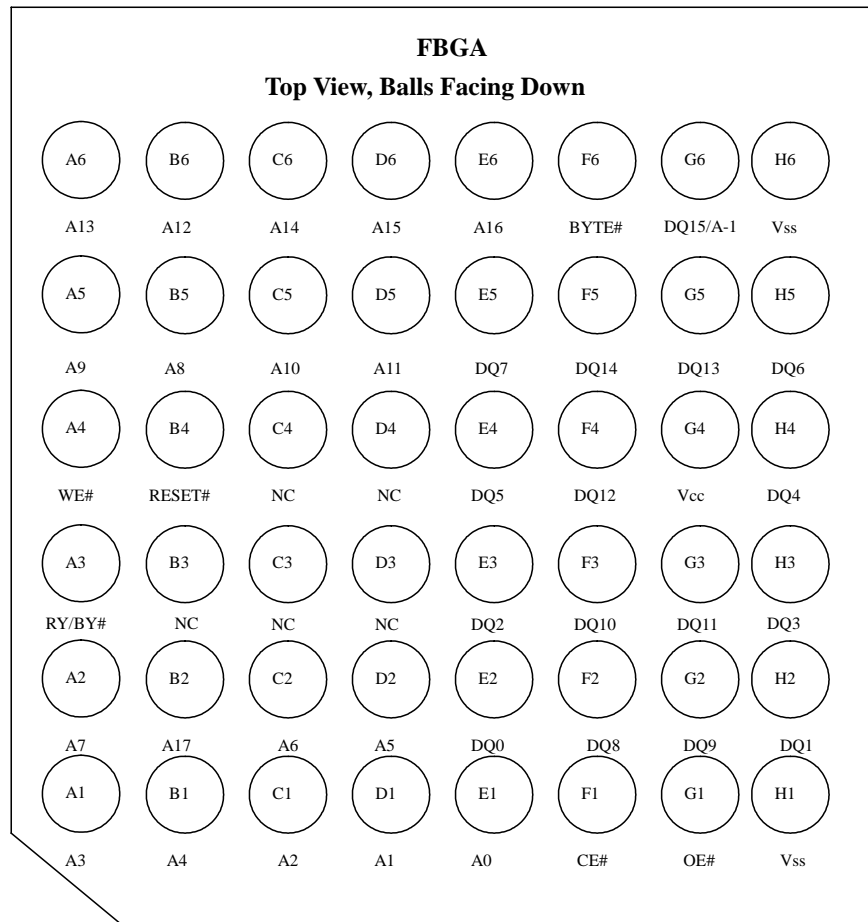 FBGA
Top View, Balls Facing Down
A6 B6 C6 D6 E6 F6 G6 H6
A13 A12 A14 A15 A16 BYTE# DQ15/A-1 Vss
A5 B5 C5 D5 E5 F5 G5 H5
A9 A8 A10 A11 DQ7 DQ14 DQ13 DQ6
A4 B4 C4 D4 E4 F4 G4 H4
WE# RESET# NC NC DQ5 DQ12 Vcc DQ4
A3 B3 C3 D3 E3 F3 G3 H3
RY/BY# NC NC NC DQ2 DQ10 DQ11 DQ3
A2 B2 C2 D2 E2 F2 G2 H2
A7 A17 A6 A5 DQ0 DQ8 DQ9 DQ1
A1 B1 C1 D1 E1 F1 G1 H1
A3 A4 A2 A1 A0 CE# OE# Vss